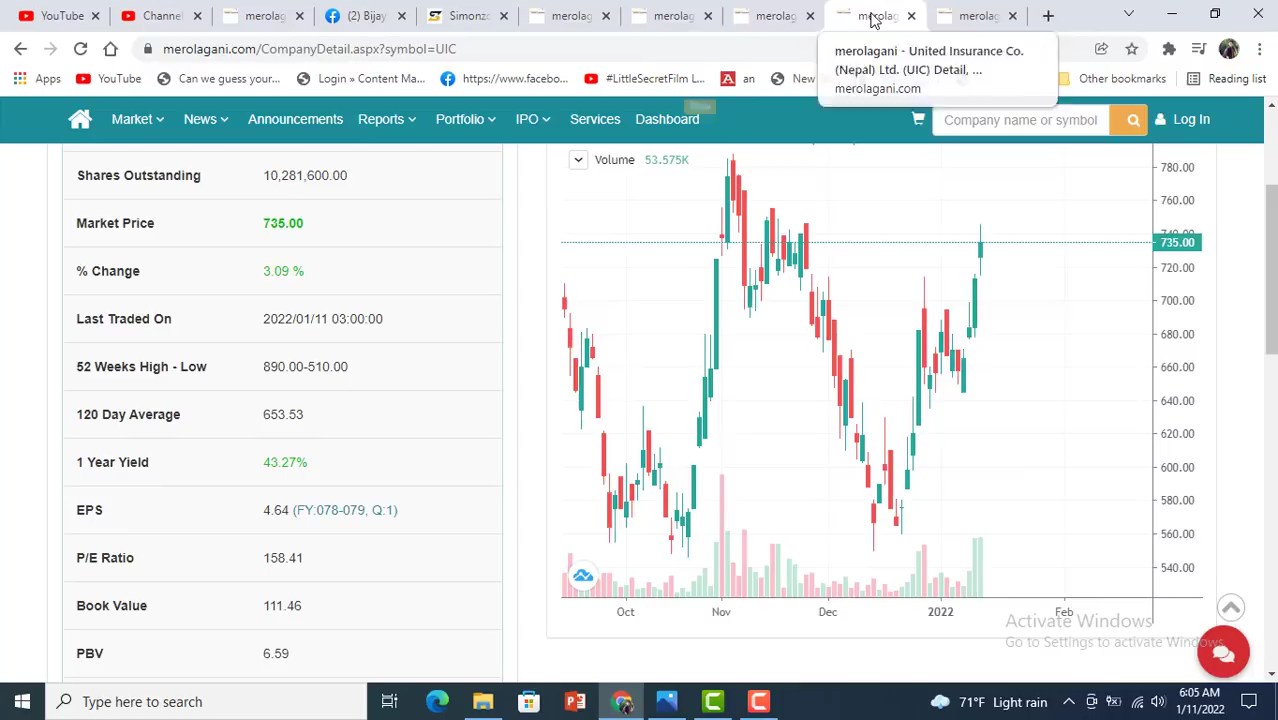 YouTube
Channel
merolag
(2) Bijay
Simonz
merolag
merolag
merolag
merolag
merolag
merolagani.com/CompanyDetail.aspx?symbol=UIC
merolagani - United Insurance Co.
(Nepal) Ltd. (UIC) Detail, ...
merolagani.com
Apps
YouTube
Can we guess your...
Login » Content Ma...
https://www.facebo...
#LittleSecretFilm L...
an
New
Other bookmarks
Reading list
Market
News
Announcements
Reports
Portfolio
IPO
Services
Dashboard
Company name or symbol
Log In
Shares Outstanding 10,281,600.00
Market Price 735.00
% Change 3.09 %
Last Traded On 2022/01/11 03:00:00
52 Weeks High - Low 890.00-510.00
120 Day Average 653.53
1 Year Yield 43.27%
EPS 4.64 (FY:078-079, Q:1)
P/E Ratio 158.41
Book Value 111.46
PBV 6.59
Volume 53.575K
780.00
760.00
740.00
735.00
720.00
700.00
680.00
660.00
640.00
620.00
600.00
580.00
560.00
540.00
Oct Nov Dec 2022 Feb
Activate Windows
Go to Settings to activate Windows.
Type here to search
71°F Light rain
6:05 AM
1/11/2022